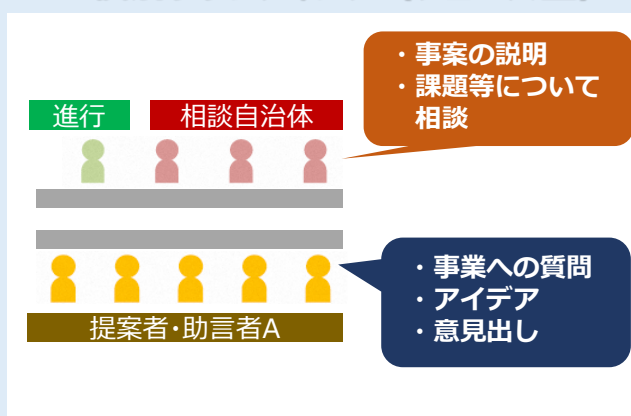 ・事案の説明
・課題等について
相談
進行
相談自治体
・事業への質問
・アイデア
・意見出し
提案者・助言者A